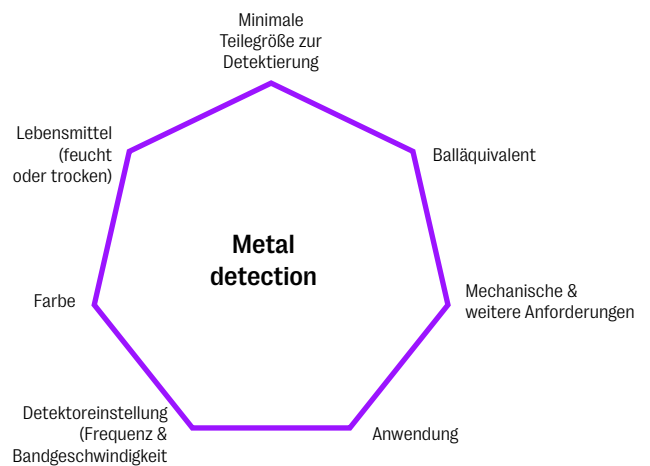 Minimale
Teilegröße zur
Detektierung
Lebensmittel
(feucht
oder trocken)
Balläquivalent
Metal
detection
Mechanische &
weitere Anforderungen
Farbe
Detektoreinstellung
(Frequenz &
Bandgeschwindigkeit
Anwendung